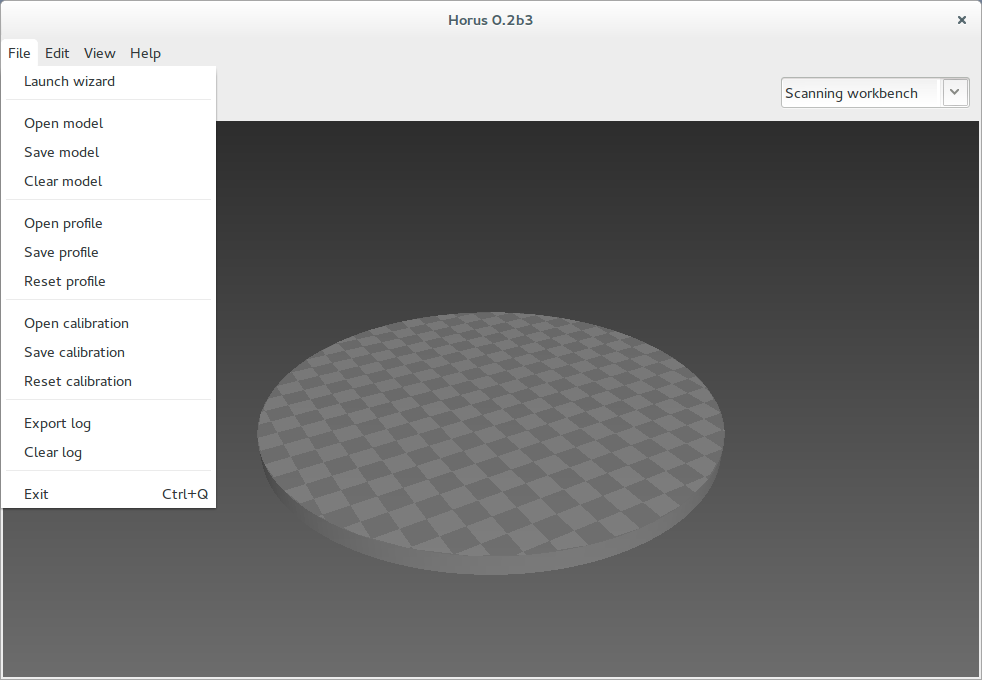 Horus 0.2b3
File Edit View Help
Launch wizard
Scanning workbench
Open model
Save model
Clear model
Open profile
Save profile
Reset profile
Open calibration
Save calibration
Reset calibration
Export log
Clear log
Exit Ctrl+Q